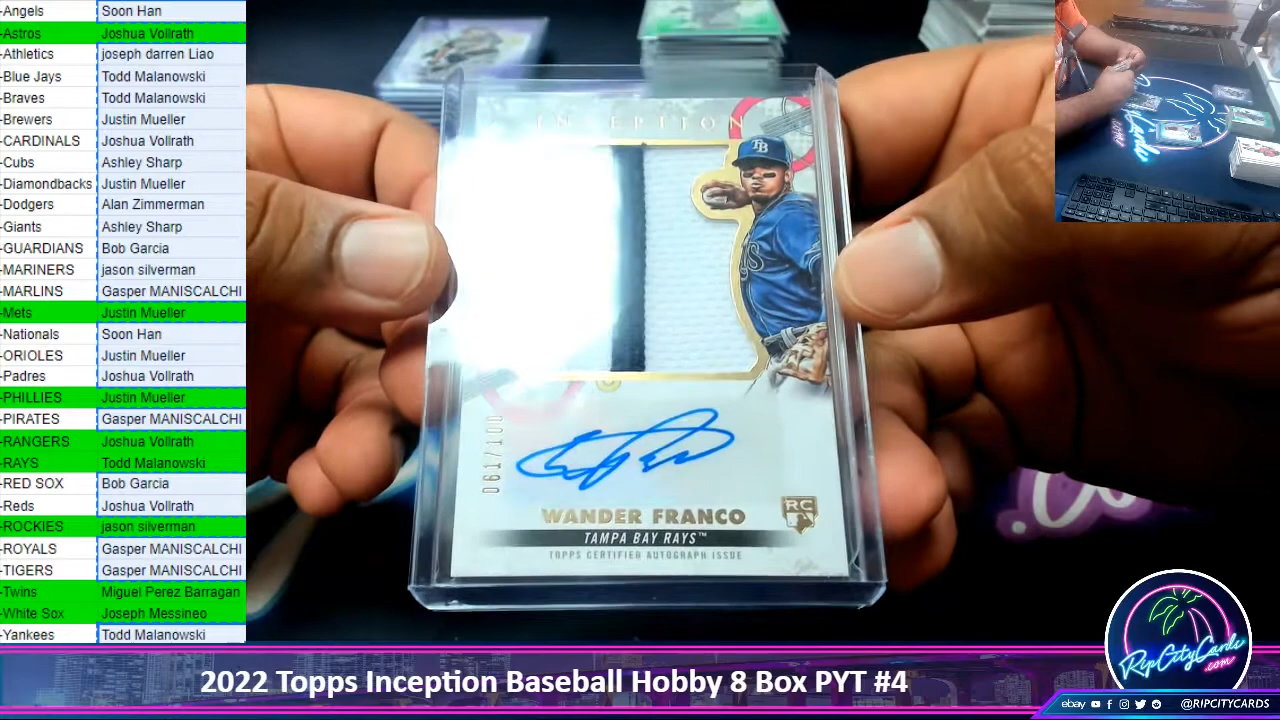 -Angels Soon Han
-Astros Joshua Vollrath
-Athletics joseph darren Liao
-Blue Jays Todd Malanowski
-Braves Todd Malanowski
-Brewers Justin Mueller
-CARDINALS Joshua Vollrath
-Cubs Ashley Sharp
-Diamondbacks Justin Mueller
-Dodgers Alan Zimmerman
-Giants Ashley Sharp
-GUARDIANS Bob Garcia
-MARINERS jason silverman
-MARLINS Gasper MANISCALCHI
-Mets Justin Mueller
-Nationals Soon Han
-ORIOLES Justin Mueller
-Padres Joshua Vollrath
-PHILLIES Justin Mueller
-PIRATES Gasper MANISCALCHI
-RANGERS Joshua Vollrath
-RAYS Todd Malanowski
-RED SOX Bob Garcia
-Reds Joshua Vollrath
-ROCKIES jason silverman
-ROYALS Gasper MANISCALCHI
-TIGERS Gasper MANISCALCHI
-Twins Miguel Perez Barragan
-White Sox Joseph Messineo
-Yankees Todd Malanowski
INCEPTION
TB
061/100
WANDER FRANCO
RC
TAMPA BAY RAYS™
TOPPS CERTIFIED AUTOGRAPH ISSUE
RipCityCards
.com
2022 Topps Inception Baseball Hobby 8 Box PYT #4
ebay @RIPCITYCARDS